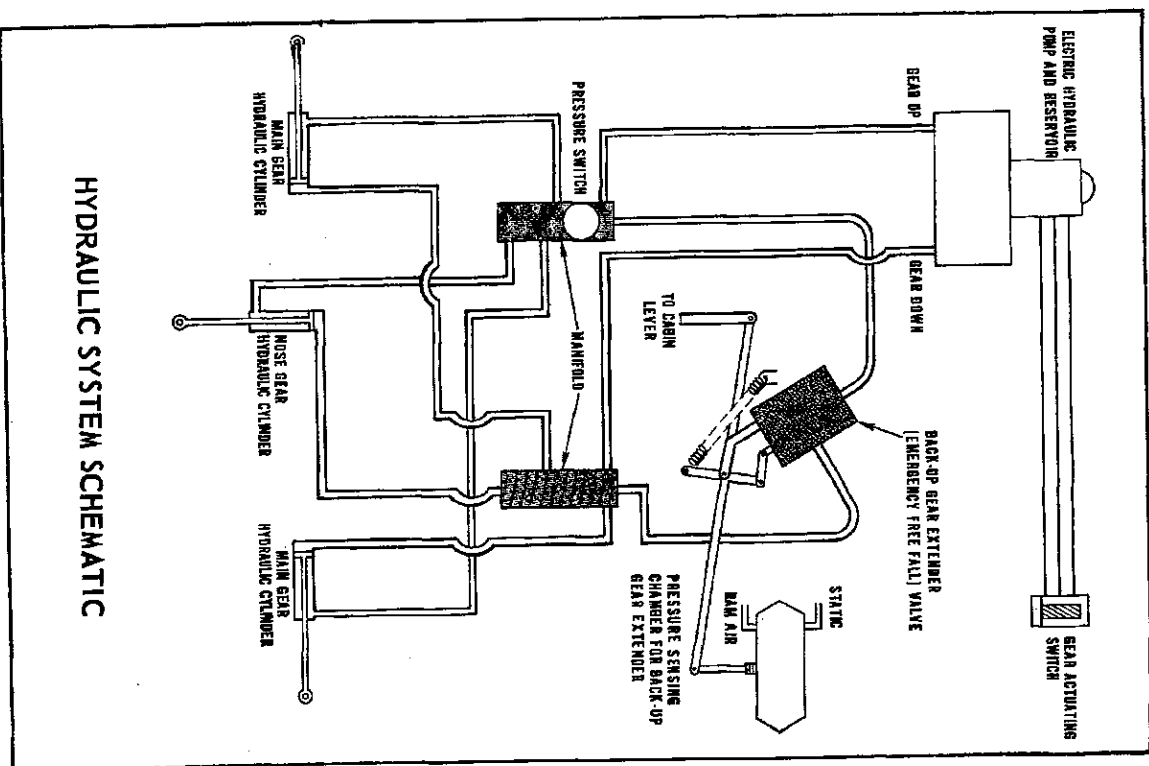 ELECTRIC HYDRAULIC
PUMP AND RESERVOIR
GEAR UP
GEAR DOWN
GEAR ACTUATING
SWITCH
BACK-UP GEAR EXTENDER
(EMERGENCY FREE FALL) VALVE
STATIC
RAM AIR
PRESSURE SENSING
CHAMBER FOR BACK-UP
GEAR EXTENDER
TO CABIN
LEVER
PRESSURE SWITCH
MANIFOLD
MAIN GEAR
HYDRAULIC CYLINDER
NOSE GEAR
HYDRAULIC CYLINDER
MAIN GEAR
HYDRAULIC CYLINDER
HYDRAULIC SYSTEM SCHEMATIC